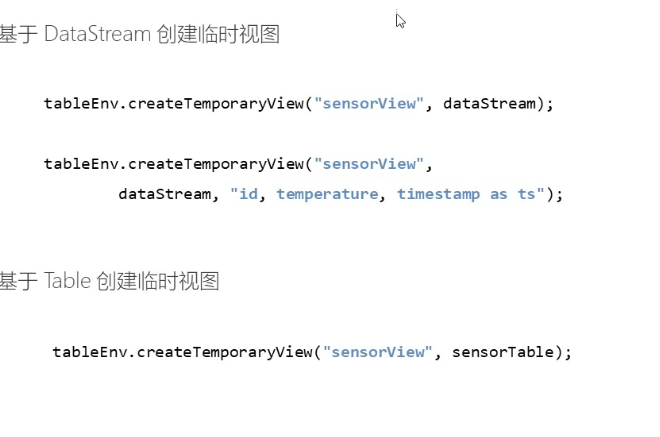 基于 DataStream 创建临时视图
tableEnv.createTemporaryView("sensorView", dataStream);
tableEnv.createTemporaryView("sensorView",
dataStream, "id, temperature, timestamp as ts");
基于 Table 创建临时视图
tableEnv.createTemporaryView("sensorView", sensorTable);